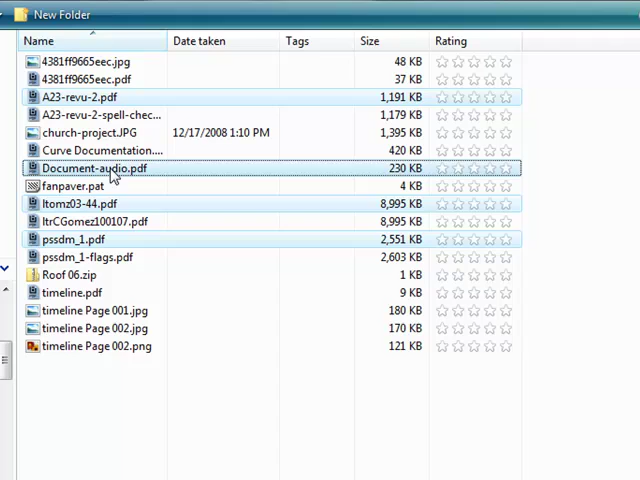 New Folder
Name Date taken Tags Size Rating
4381ff9665eec.jpg 48 KB
4381ff9665eec.pdf 37 KB
A23-revu-2.pdf 1,191 KB
A23-revu-2-spell-chec... 1,179 KB
church-project.JPG 12/17/2008 1:10 PM 1,395 KB
Curve Documentation.... 420 KB
Document-audio.pdf 230 KB
fanpaver.pat 4 KB
Itomz03-44.pdf 8,995 KB
ltrCGomez100107.pdf 8,995 KB
pssdm_1.pdf 2,551 KB
pssdm_1-flags.pdf 2,603 KB
Roof 06.zip 1 KB
timeline.pdf 9 KB
timeline Page 001.jpg 180 KB
timeline Page 002.jpg 170 KB
timeline Page 002.png 121 KB